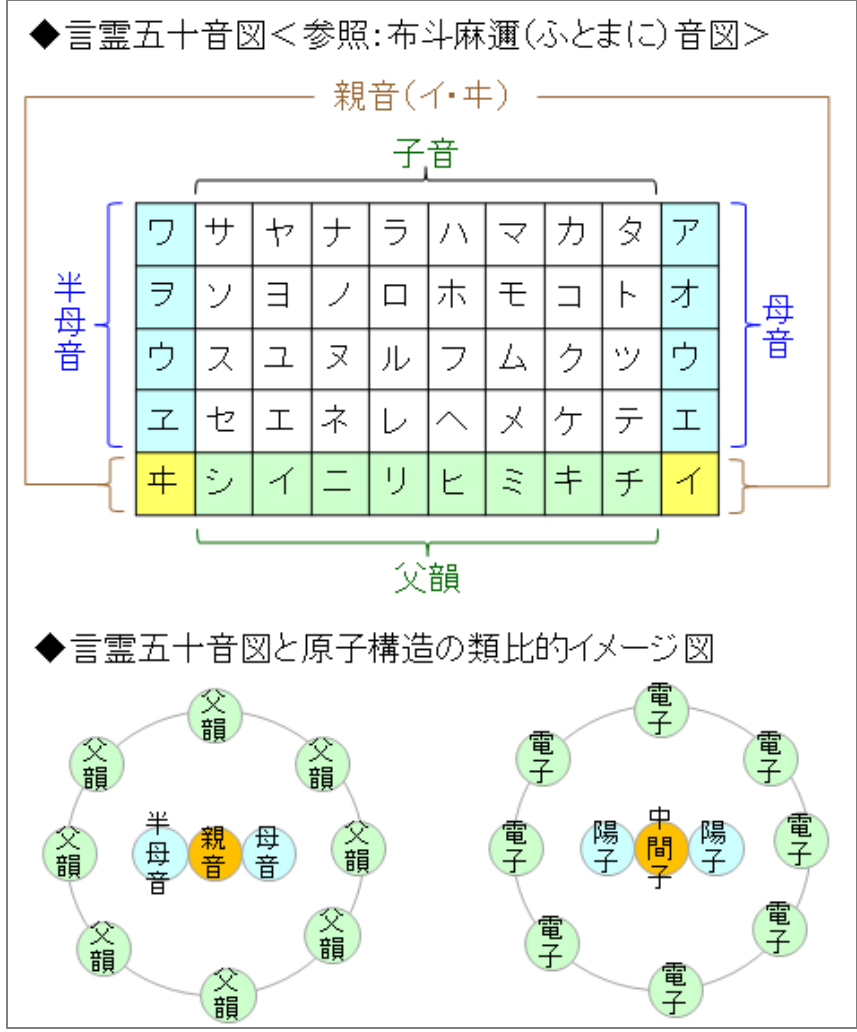 ◆言霊五十音図<参照:布斗麻邇(ふとまに)音図>
親音(イ・ヰ)
子音
半母音
ワ サ ヤ ナ ラ ハ マ カ タ ア
ヲ ソ ヨ ノ ロ ホ モ コ ト オ
ウ ス ユ ヌ ル フ ム ク ツ ウ
ヱ セ エ ネ レ ヘ メ ケ テ エ
ヰ シ イ ニ リ ヒ ミ キ チ イ
母音
父韻
◆言霊五十音図と原子構造の類比的イメージ図
父韻
父韻
父韻
父韻
父韻
父韻
父韻
父韻
半母音
親音
母音
電子
電子
電子
電子
電子
電子
電子
電子
陽子
中間子
陽子